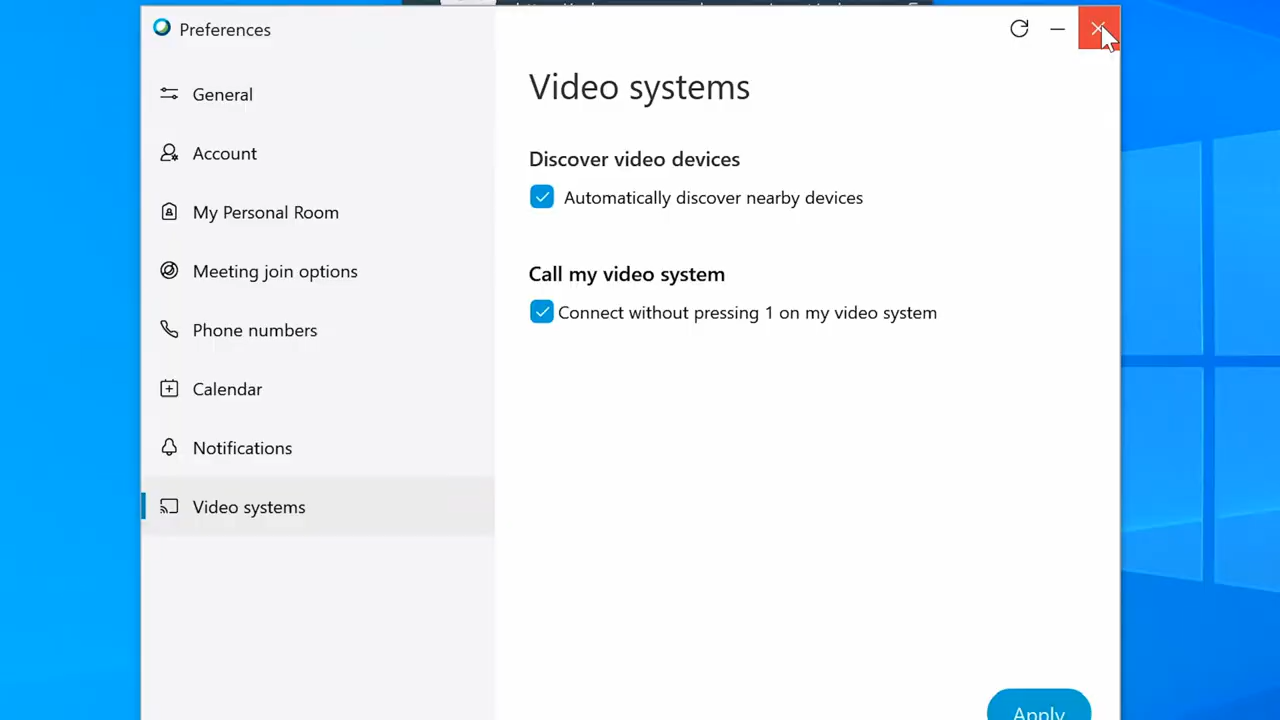 Preferences
General
Account
My Personal Room
Meeting join options
Phone numbers
Calendar
Notifications
Video systems
Video systems
Discover video devices
Automatically discover nearby devices
Call my video system
Connect without pressing 1 on my video system
Apply